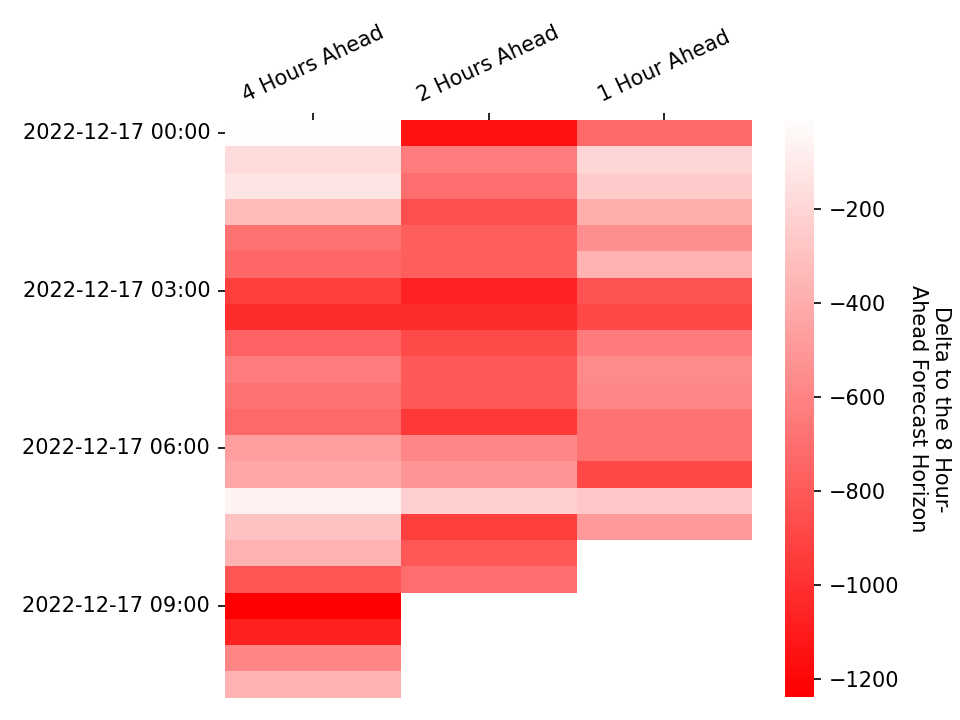 4 Hours Ahead
2 Hours Ahead
1 Hour Ahead
2022-12-17 00:00
2022-12-17 03:00
2022-12-17 06:00
2022-12-17 09:00
−200
−400
−600
−800
−1000
−1200
Delta to the 8 Hour-
Ahead Forecast Horizon